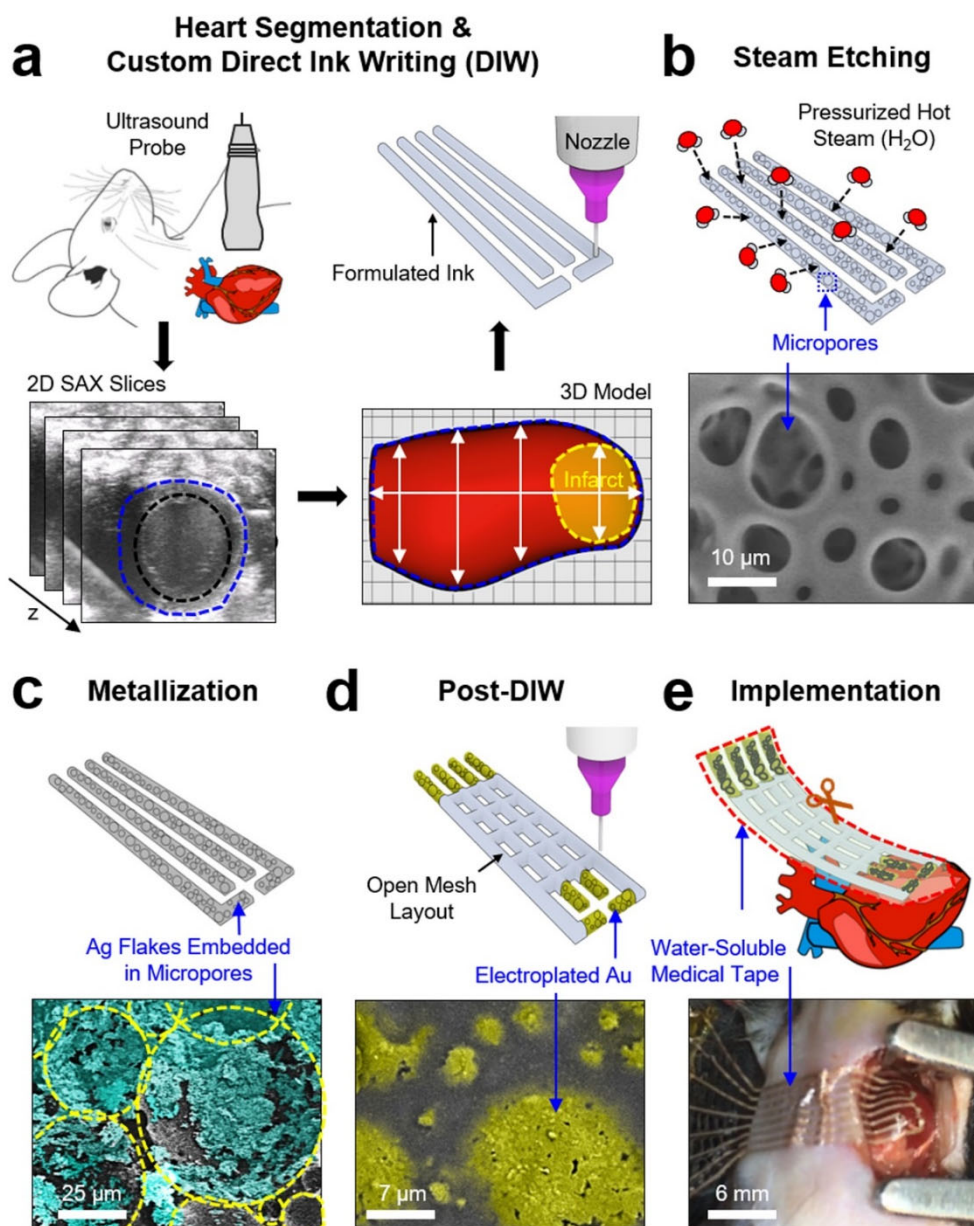 a
Heart Segmentation &
Custom Direct Ink Writing (DIW)
Ultrasound
Probe
Nozzle
Formulated Ink
2D SAX Slices
z
3D Model
Infarct
b
Steam Etching
Pressurized Hot
Steam (H₂O)
Micropores
10 μm
c
Metallization
Ag Flakes Embedded
in Micropores
25 μm
d
Post-DIW
Open Mesh
Layout
Electroplated Au
7 μm
e
Implementation
Water-Soluble
Medical Tape
6 mm